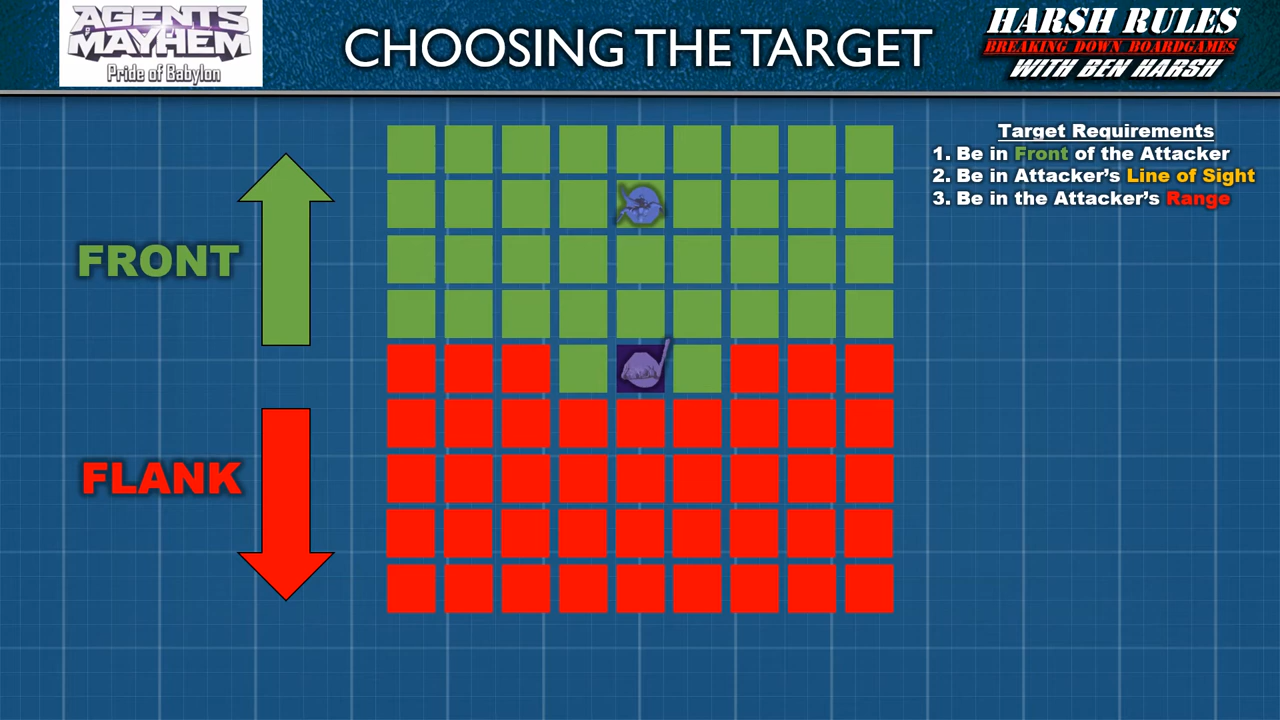 AGENTS
OF
MAYHEM
Pride of Babylon
CHOOSING THE TARGET
HARSH RULES
BREAKING DOWN BOARDGAMES
WITH BEN HARSH
Target Requirements
1. Be in Front of the Attacker
2. Be in Attacker's Line of Sight
3. Be in the Attacker's Range
FRONT
FLANK